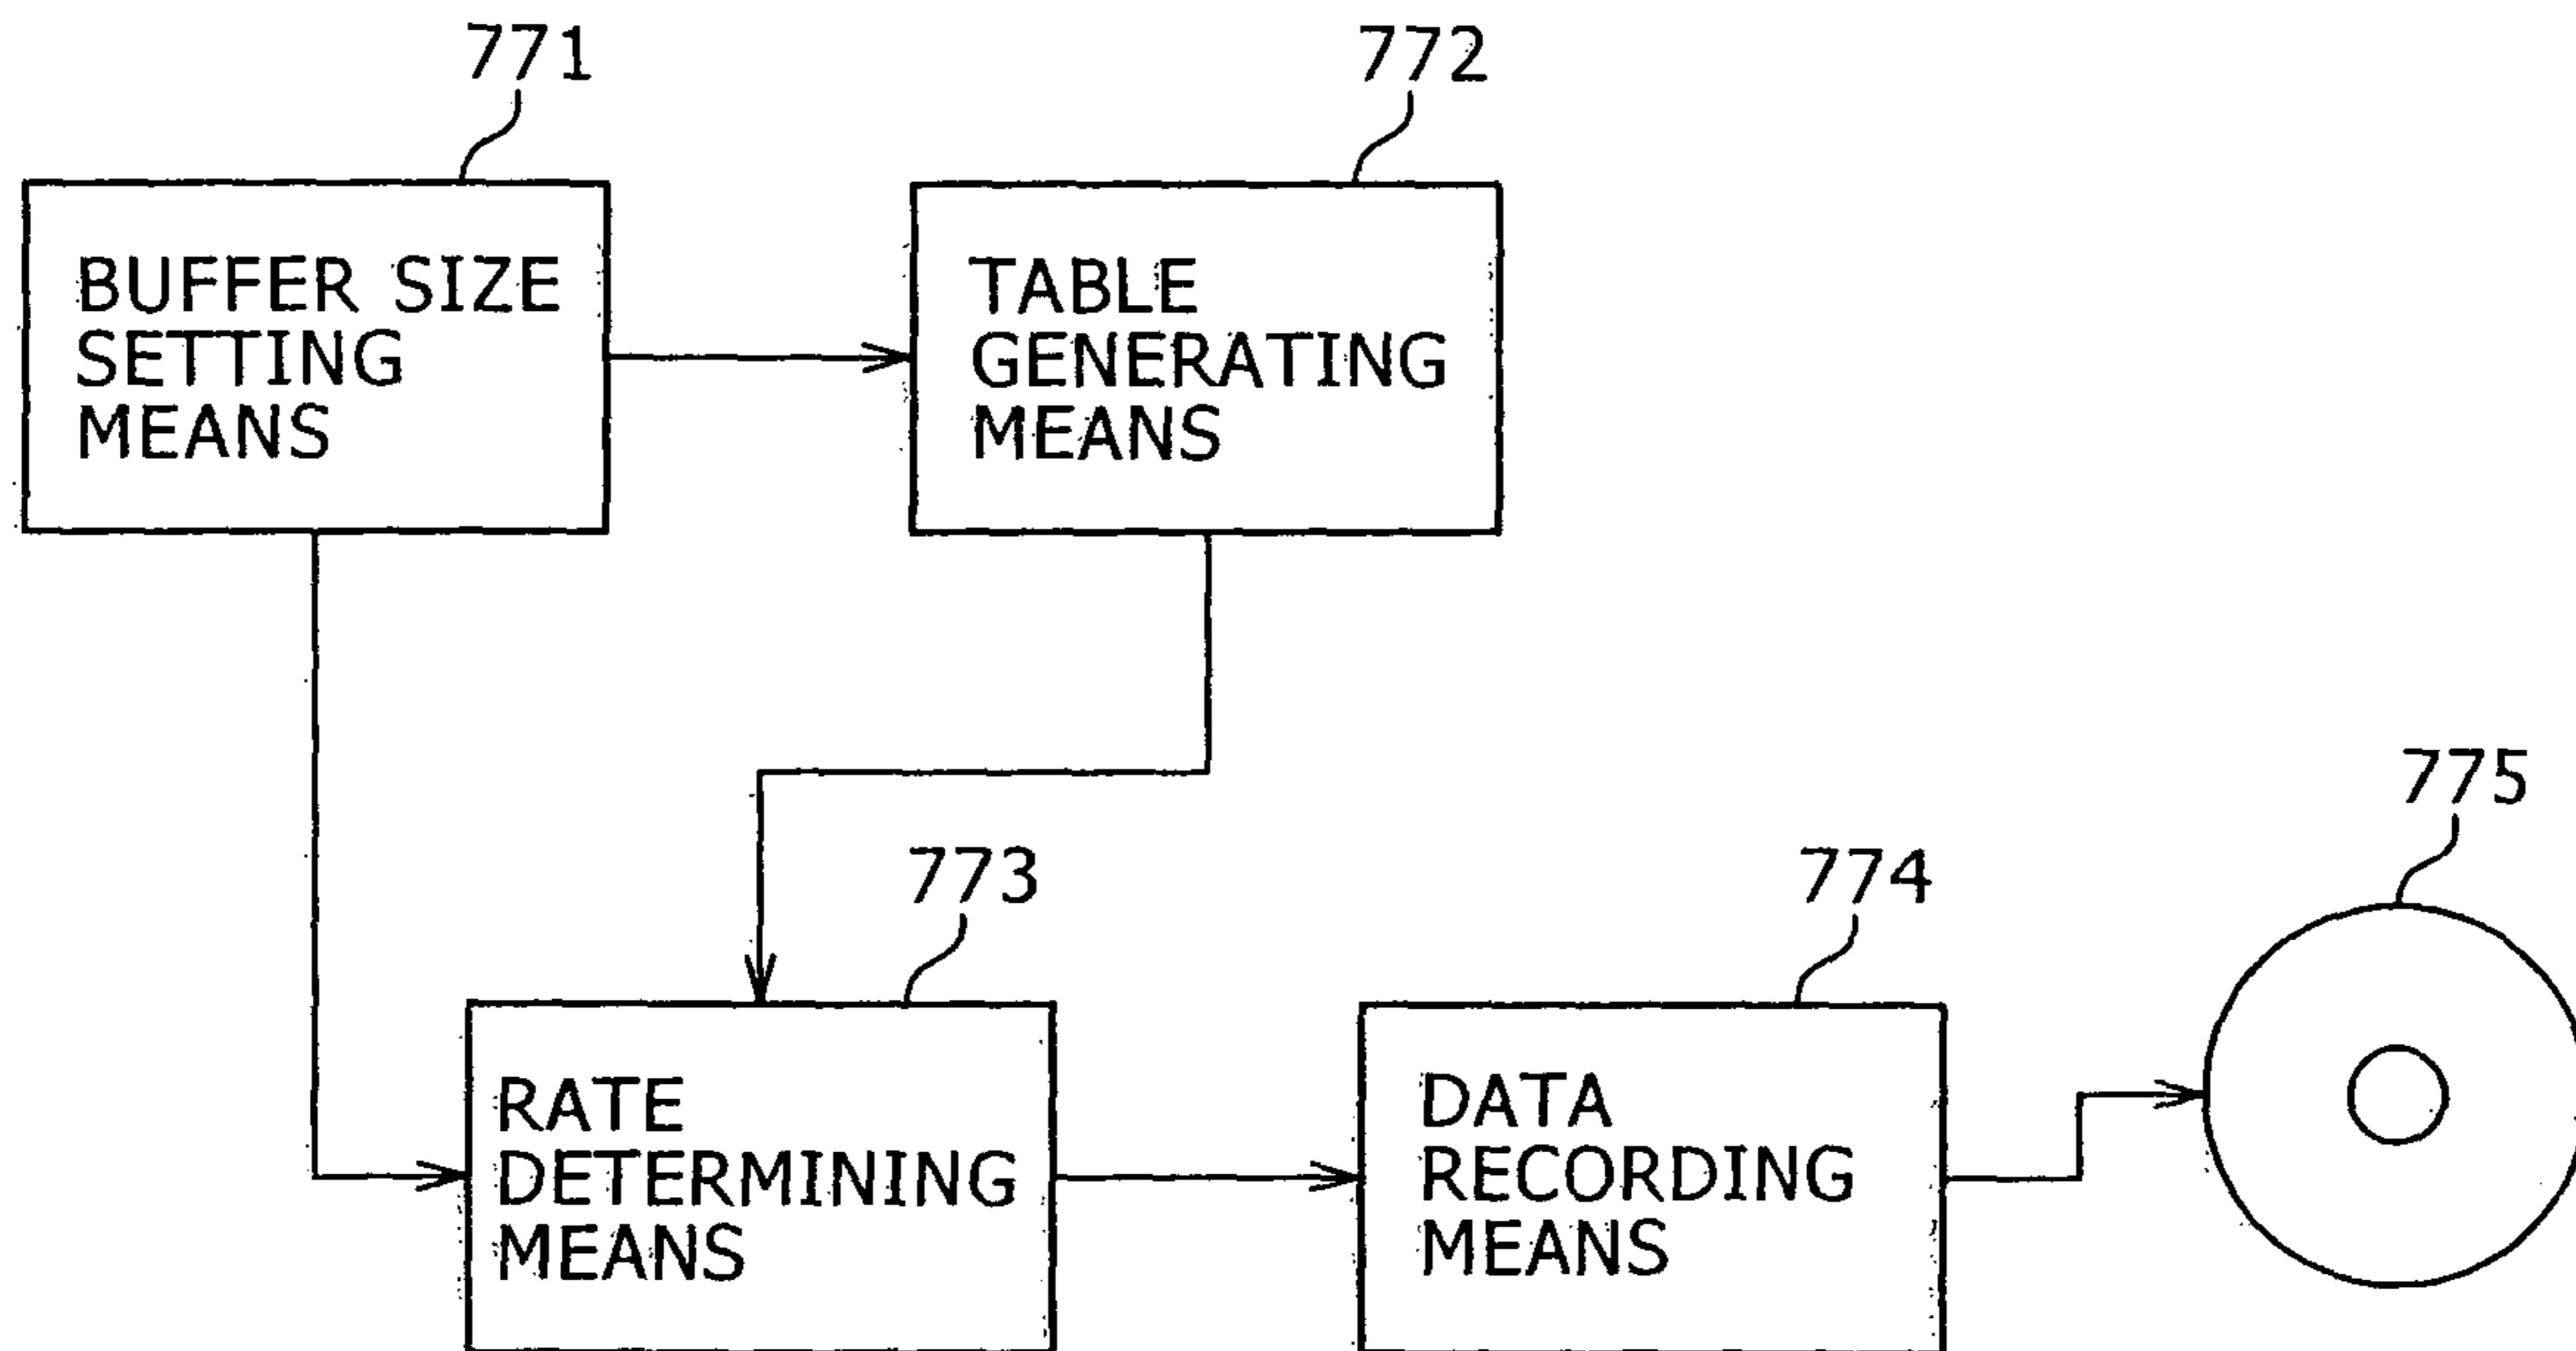 771
772
BUFFER SIZE
SETTING
MEANS
TABLE
GENERATING
MEANS
773
774
775
RATE
DETERMINING
MEANS
DATA
RECORDING
MEANS